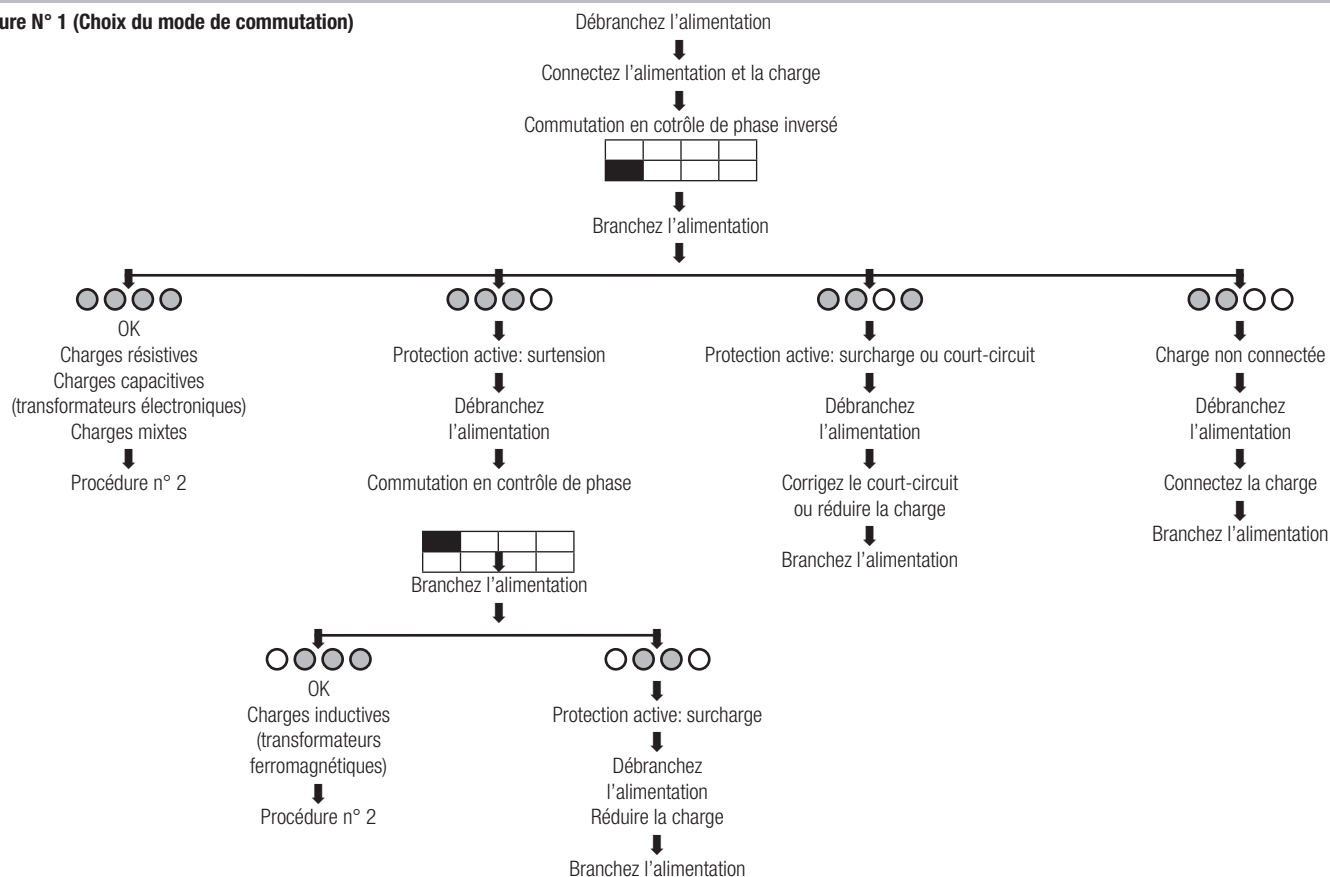 ure N° 1 (Choix du mode de commutation)
Débranchez l'alimentation
Connectez l'alimentation et la charge
Commutation en cotrôle de phase inversé
Branchez l'alimentation
OK
Charges résistives
Charges capacitives
(transformateurs électroniques)
Charges mixtes
Procédure n° 2
Protection active: surtension
Débranchez
l'alimentation
Commutation en contrôle de phase
Branchez l'alimentation
OK
Charges inductives
(transformateurs
ferromagnétiques)
Procédure n° 2
Protection active: surcharge
Débranchez
l'alimentation
Réduire la charge
Branchez l'alimentation
Protection active: surcharge ou court-circuit
Débranchez
l'alimentation
Corrigez le court-circuit
ou réduire la charge
Branchez l'alimentation
Charge non connectée
Débranchez
l'alimentation
Connectez la charge
Branchez l'alimentation